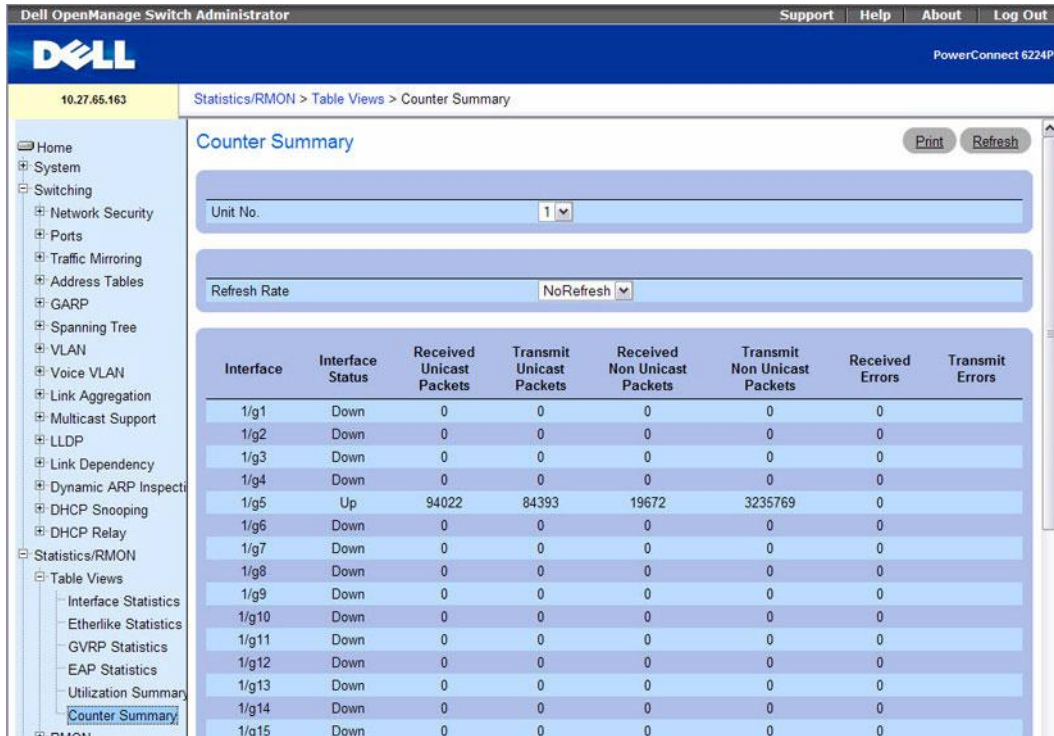 Dell OpenManage Switch Administrator
Support Help About Log Out
DELL
PowerConnect 6224P
10.27.65.163
Statistics/RMON > Table Views > Counter Summary
Home
System
Switching
Network Security
Ports
Traffic Mirroring
Address Tables
GARP
Spanning Tree
VLAN
Voice VLAN
Link Aggregation
Multicast Support
LLDP
Link Dependency
Dynamic ARP Inspecti
DHCP Snooping
DHCP Relay
Statistics/RMON
Table Views
Interface Statistics
Etherlike Statistics
GVRP Statistics
EAP Statistics
Utilization Summary
Counter Summary
RMON
Counter Summary
Print Refresh
Unit No. 1
Refresh Rate NoRefresh
Interface Interface Status Received Unicast Packets Transmit Unicast Packets Received Non Unicast Packets Transmit Non Unicast Packets Received Errors Transmit Errors
1/g1 Down 0 0 0 0 0
1/g2 Down 0 0 0 0 0
1/g3 Down 0 0 0 0 0
1/g4 Down 0 0 0 0 0
1/g5 Up 94022 84393 19672 3235769 0
1/g6 Down 0 0 0 0 0
1/g7 Down 0 0 0 0 0
1/g8 Down 0 0 0 0 0
1/g9 Down 0 0 0 0 0
1/g10 Down 0 0 0 0 0
1/g11 Down 0 0 0 0 0
1/g12 Down 0 0 0 0 0
1/g13 Down 0 0 0 0 0
1/g14 Down 0 0 0 0 0
1/g15 Down 0 0 0 0 0